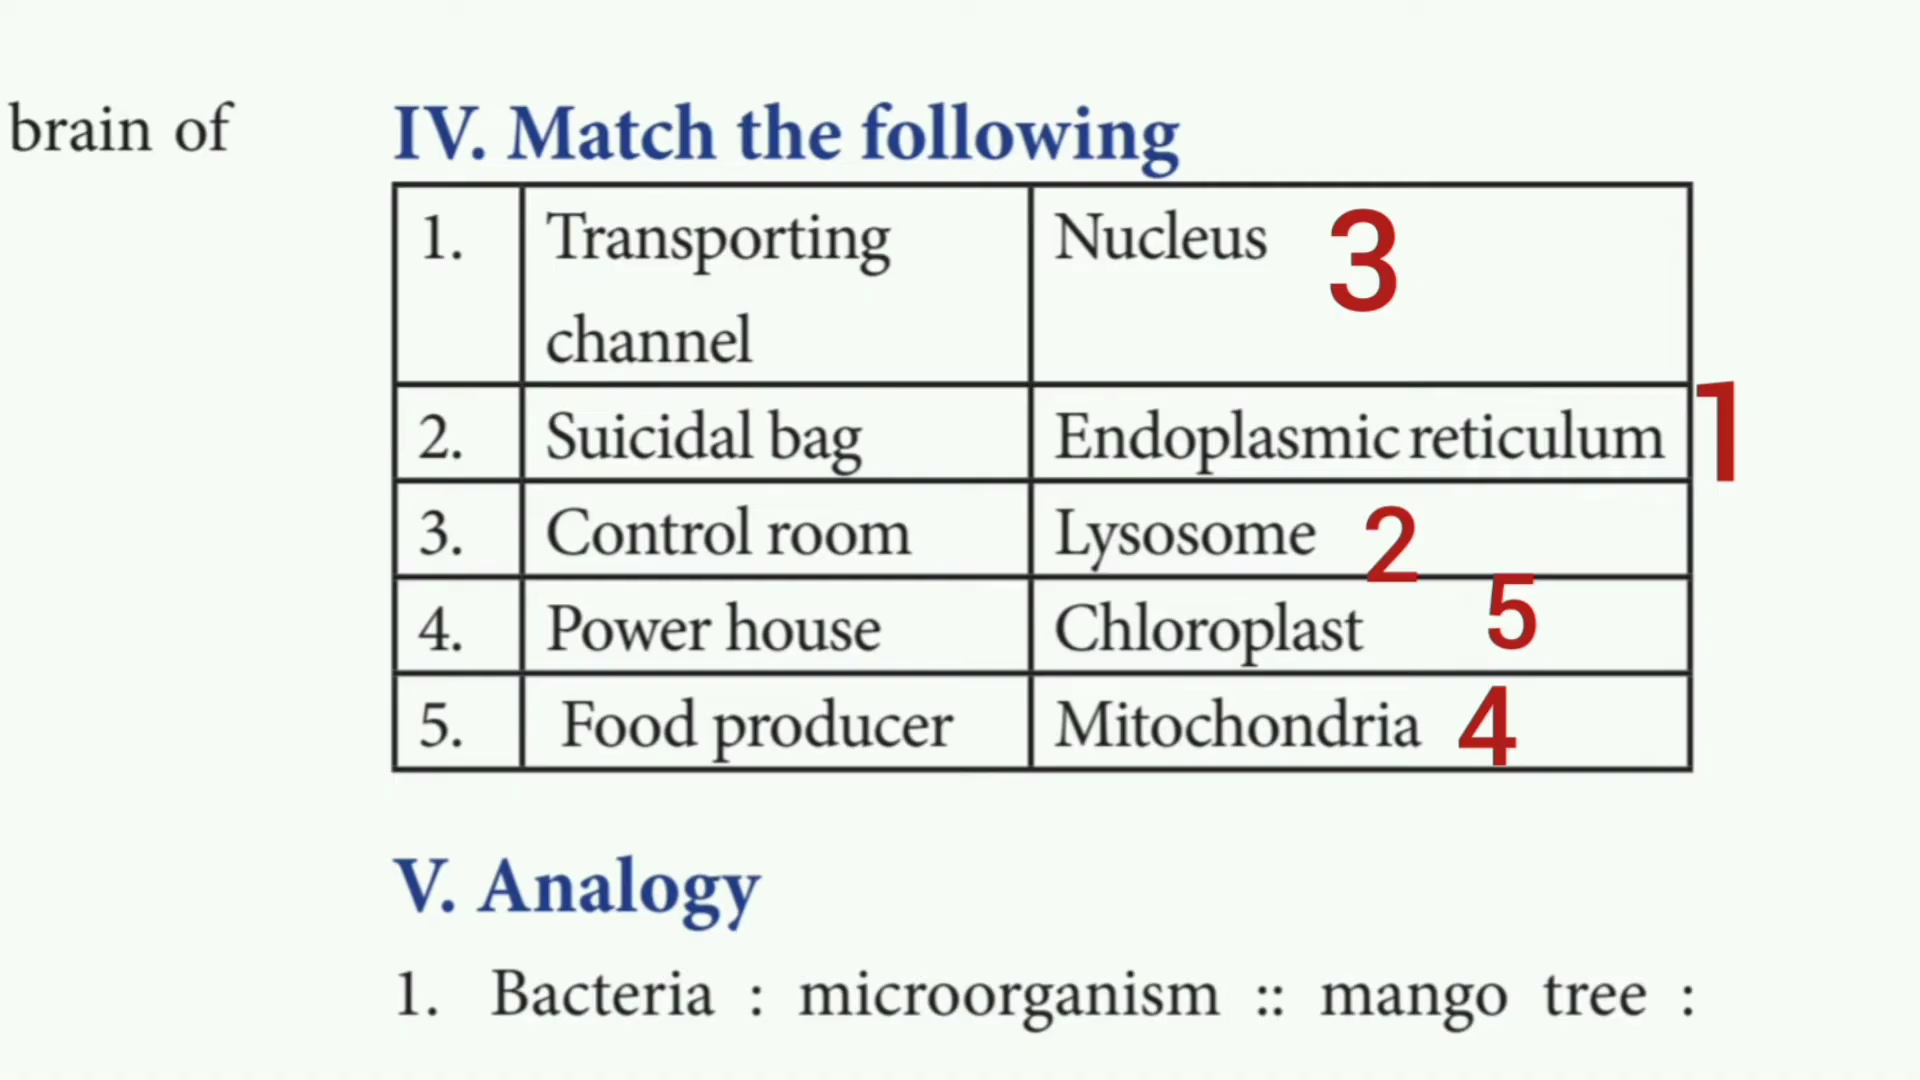 brain of
IV. Match the following
1. Transporting channel Nucleus 3
2. Suicidal bag Endoplasmic reticulum 1
3. Control room Lysosome 2
4. Power house Chloroplast 5
5. Food producer Mitochondria 4
V. Analogy
1. Bacteria : microorganism :: mango tree :